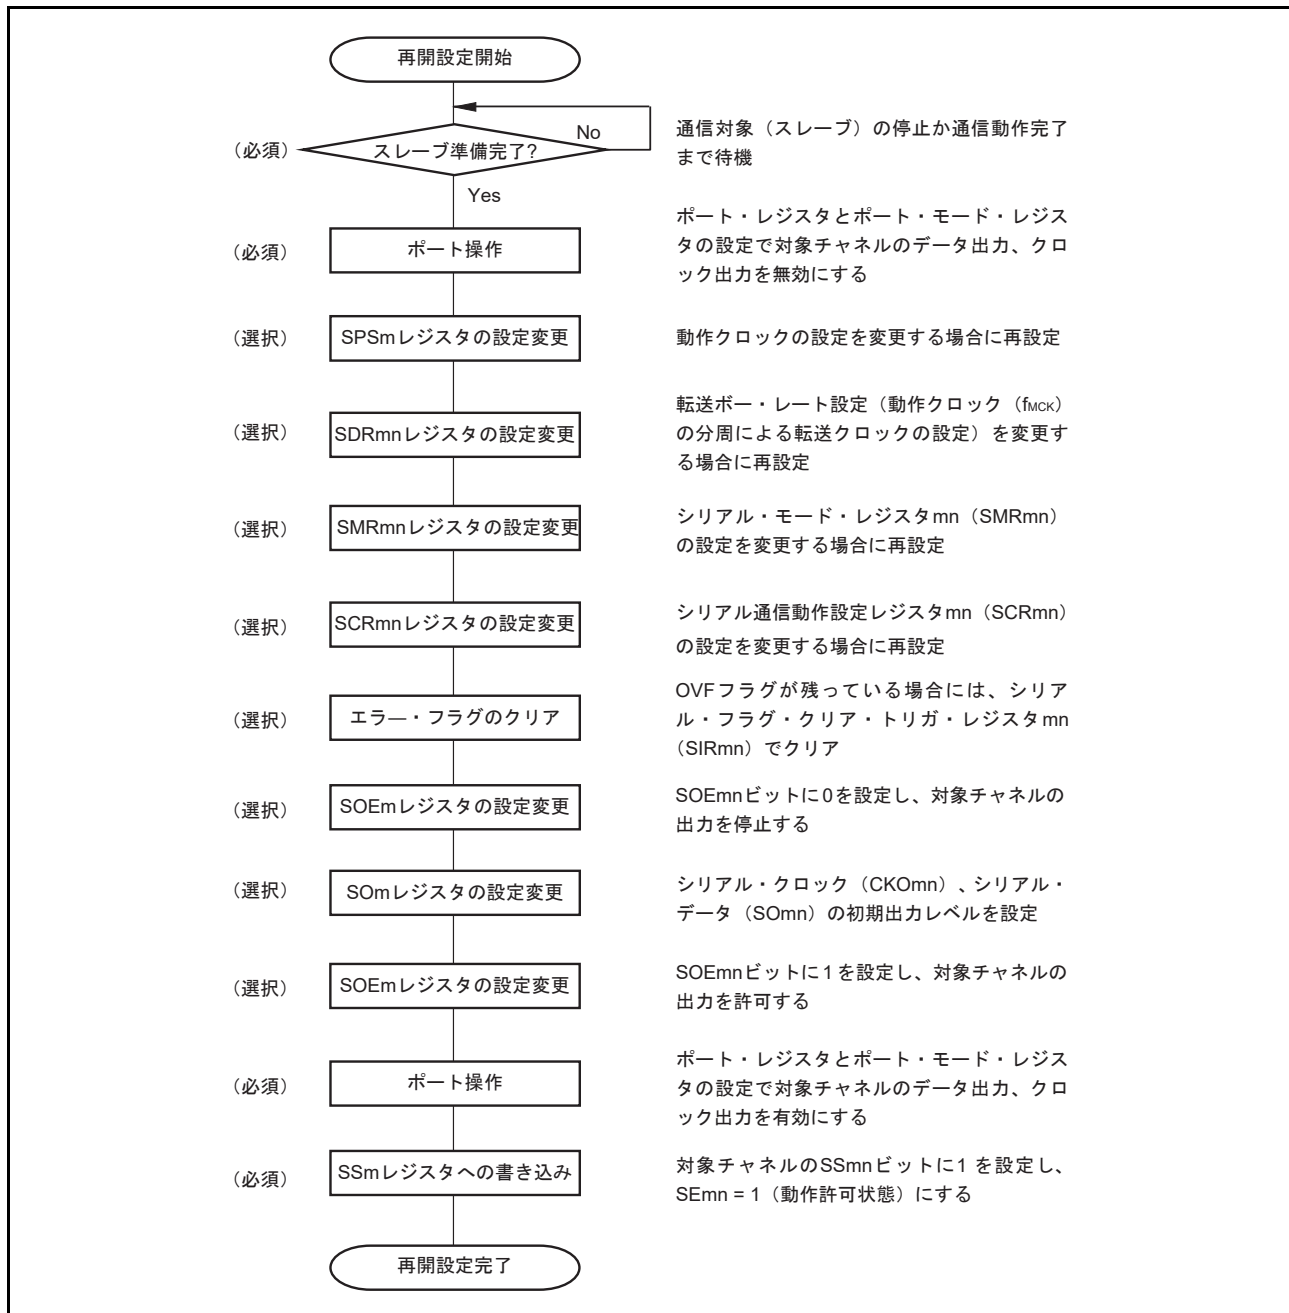 再開設定開始
(必須)
スレーブ準備完了?
No
通信対象（スレーブ）の停止か通信動作完了
まで待機
Yes
(必須)
ポート操作
ポート・レジスタとポート・モード・レジス
タの設定で対象チャネルのデータ出力、クロ
ック出力を無効にする
(選択)
SPSmレジスタの設定変更
動作クロックの設定を変更する場合に再設定
(選択)
SDRmnレジスタの設定変更
転送ボー・レート設定（動作クロック（fMCK）
の分周による転送クロックの設定）を変更す
る場合に再設定
(選択)
SMRmnレジスタの設定変更
シリアル・モード・レジスタmn（SMRmn）
の設定を変更する場合に再設定
(選択)
SCRmnレジスタの設定変更
シリアル通信動作設定レジスタmn（SCRmn）
の設定を変更する場合に再設定
(選択)
エラ―・フラグのクリア
OVFフラグが残っている場合には、シリア
ル・フラグ・クリア・トリガ・レジスタmn
（SIRmn）でクリア
(選択)
SOEmレジスタの設定変更
SOEmnビットに0を設定し、対象チャネルの
出力を停止する
(選択)
SOmレジスタの設定変更
シリアル・クロック（CKOmn）、シリアル・
データ（SOmn）の初期出力レベルを設定
(選択)
SOEmレジスタの設定変更
SOEmnビットに1を設定し、対象チャネルの
出力を許可する
(必須)
ポート操作
ポート・レジスタとポート・モード・レジス
タの設定で対象チャネルのデータ出力、クロ
ック出力を有効にする
(必須)
SSmレジスタへの書き込み
対象チャネルのSSmnビットに1を設定し、
SEmn = 1（動作許可状態）にする
再開設定完了